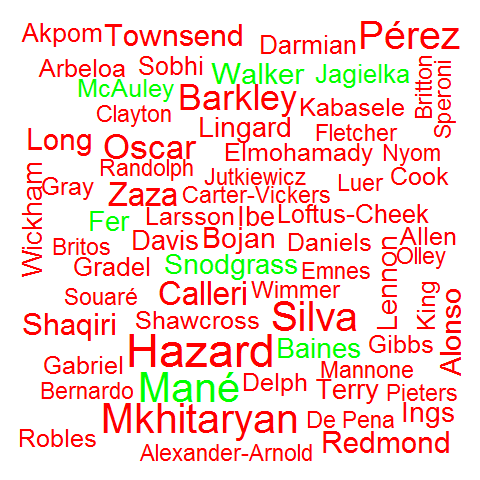 Akpom Townsend Darmian Pérez
Arbeloa Sobhi Walker Jagielka Britton Speroni
McAuley Barkley Kabasele
Clayton Lingard Fletcher
Long Oscar Elmohamady Nyom
Wickham Gray Randolph Jutkiewicz Luer Cook
Zaza Carter-Vickers
Fer Larsson Ibe Loftus-Cheek
Britos Davis Bojan Daniels Allen
Gradel Snodgrass Emnes Lennon Olley
Souaré Calleri Wimmer King Alonso
Shaqiri Shawcross Silva
Gabriel Hazard Baines Gibbs
Bernardo Mané Delph Terry Mannone Pieters
Mkhitaryan De Pena Ings
Robles Alexander-Arnold Redmond